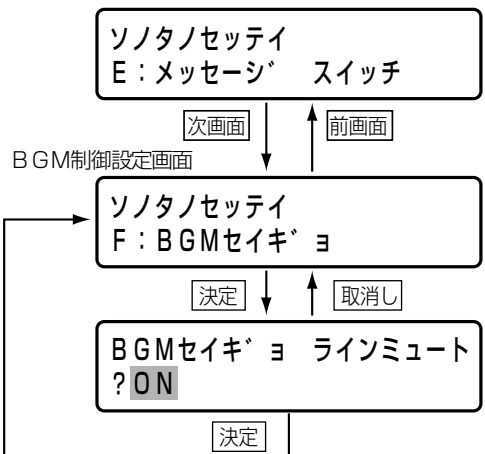 ソノタノセッテイ
E：メッセーシ゛ スイッチ
次画面 前画面
ＢＧＭ制御設定画面
ソノタノセッテイ
F：ＢＧＭセイキ゛ョ
決定 取消し
ＢＧＭセイキ゛ョ ラインミュート
?ＯＮ
決定